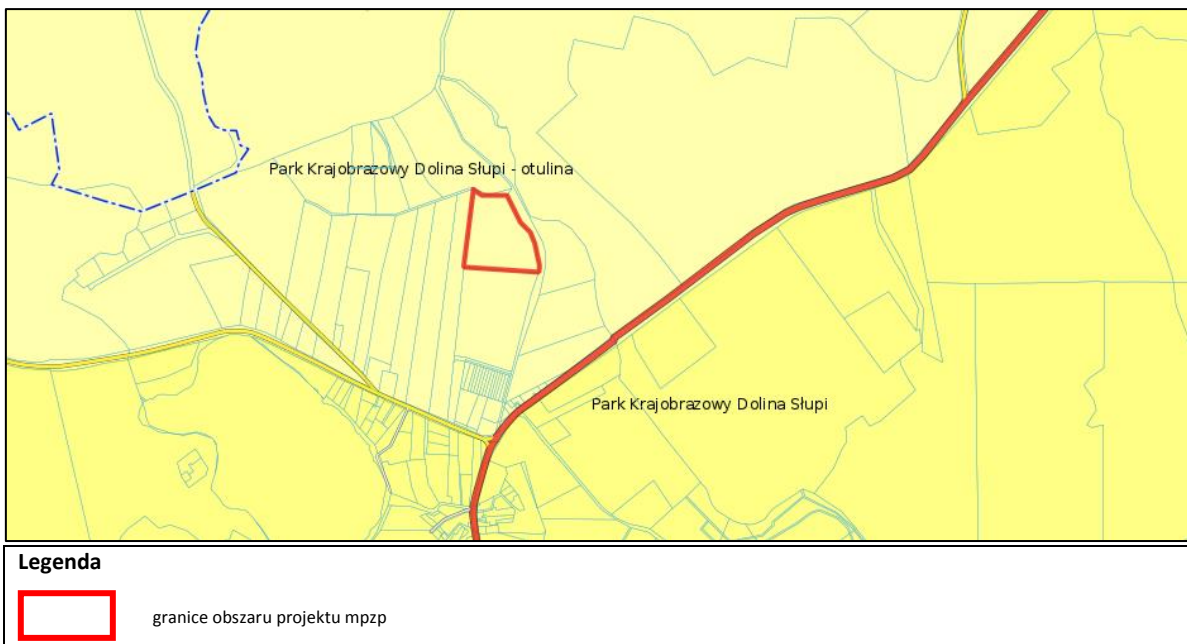 Park Krajobrazowy Dolina Słupi - otulina
Park Krajobrazowy Dolina Słupi
Legenda
granice obszaru projektu mpzp